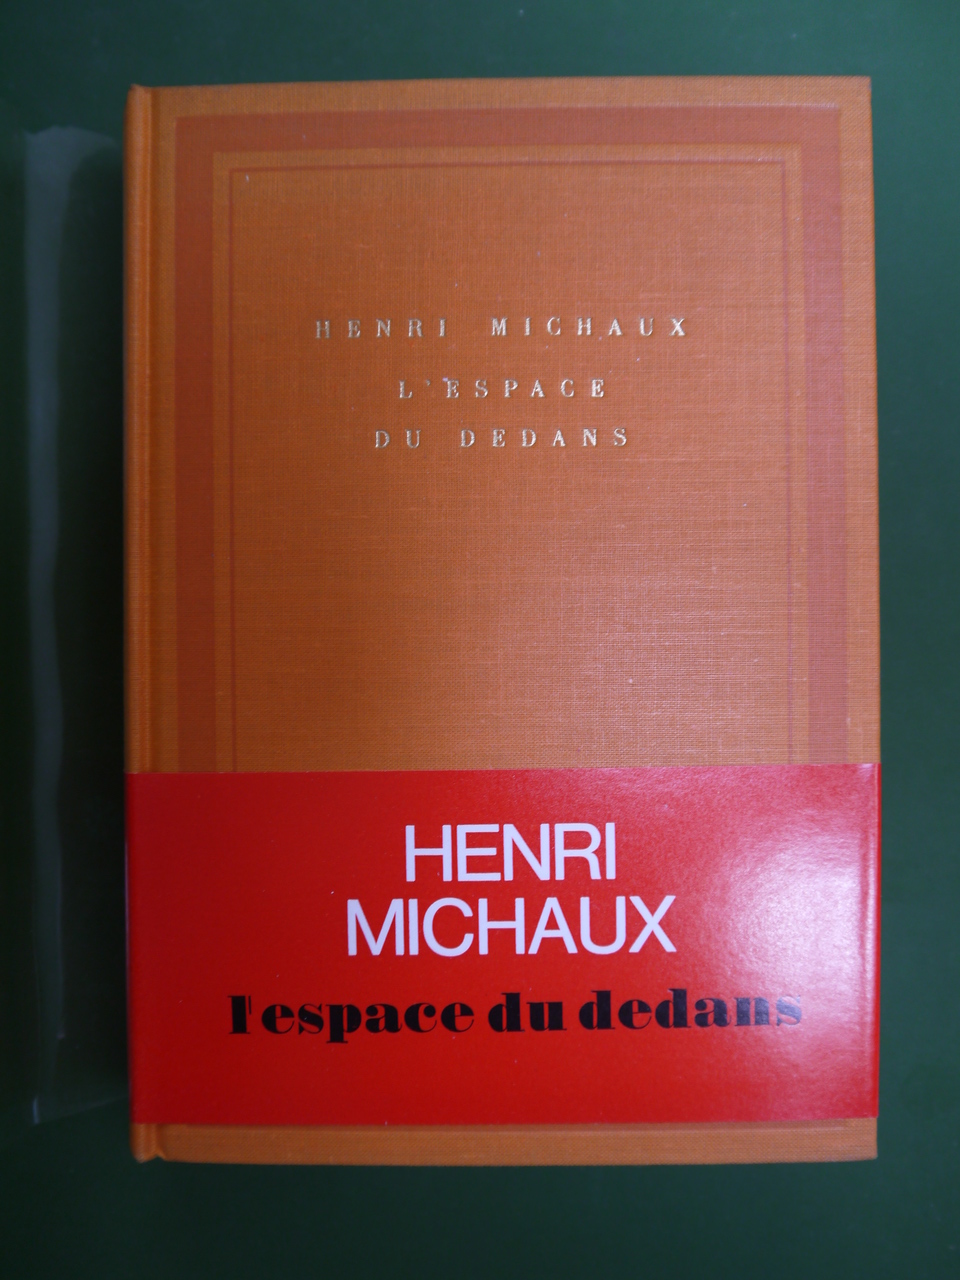 HENRI MICHAUX
L'ESPACE
DU DEDANS
HENRI
MICHAUX
l'espace du dedans